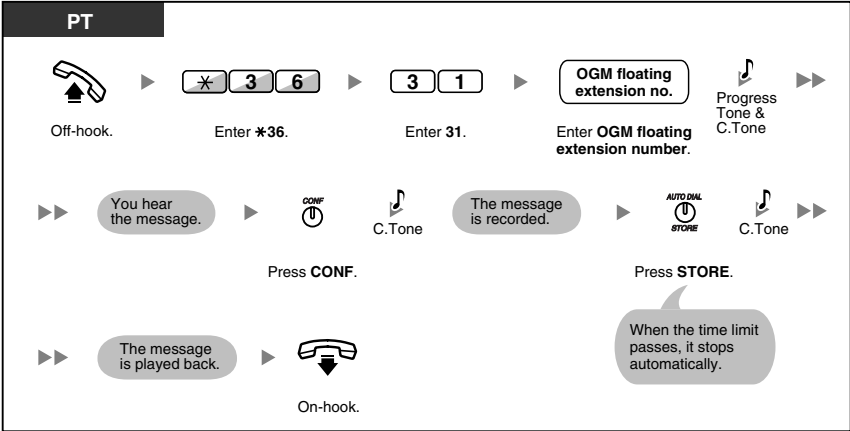 PT
✳ 3 6
3 1
OGM floating
extension no.
Progress
Tone &
C.Tone
Off-hook.
Enter ✳36.
Enter 31.
Enter OGM floating
extension number.
You hear
the message.
CONF
C.Tone
The message
is recorded.
AUTO DIAL
STORE
C.Tone
Press CONF.
Press STORE.
When the time limit
passes, it stops
automatically.
The message
is played back.
On-hook.